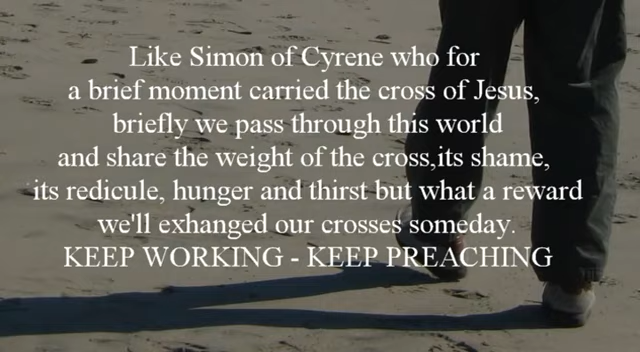 Like Simon of Cyrene who for
a brief moment carried the cross of Jesus,
briefly we pass through this world
and share the weight of the cross,its shame,
its redicule, hunger and thirst but what a reward
we'll exhanged our crosses someday.
KEEP WORKING - KEEP PREACHING